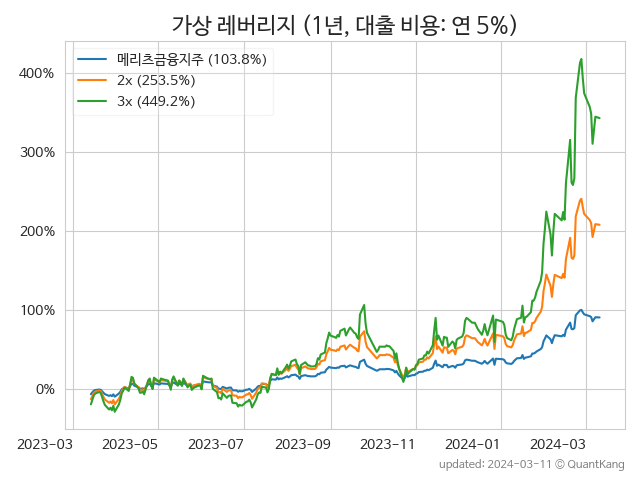 가상 레버리지 (1년, 대출 비용: 연 5%)
메리츠금융지주 (103.8%)
2x (253.5%)
3x (449.2%)
400%
300%
200%
100%
0%
2023-03 2023-05 2023-07 2023-09 2023-11 2024-01 2024-03
updated: 2024-03-11 © QuantKang